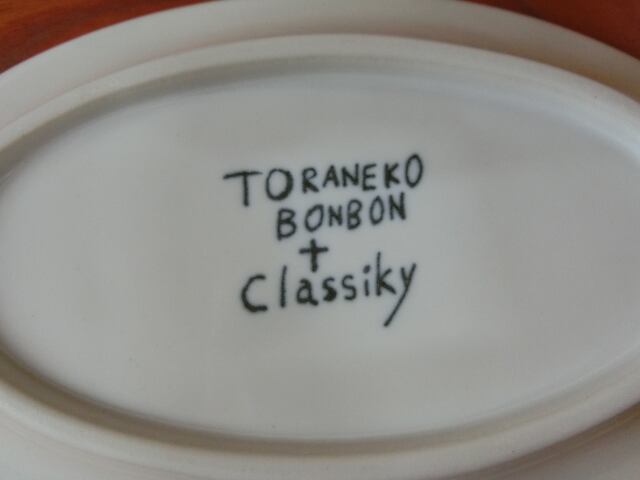 TORANEKO
BONBON
+
Classiky